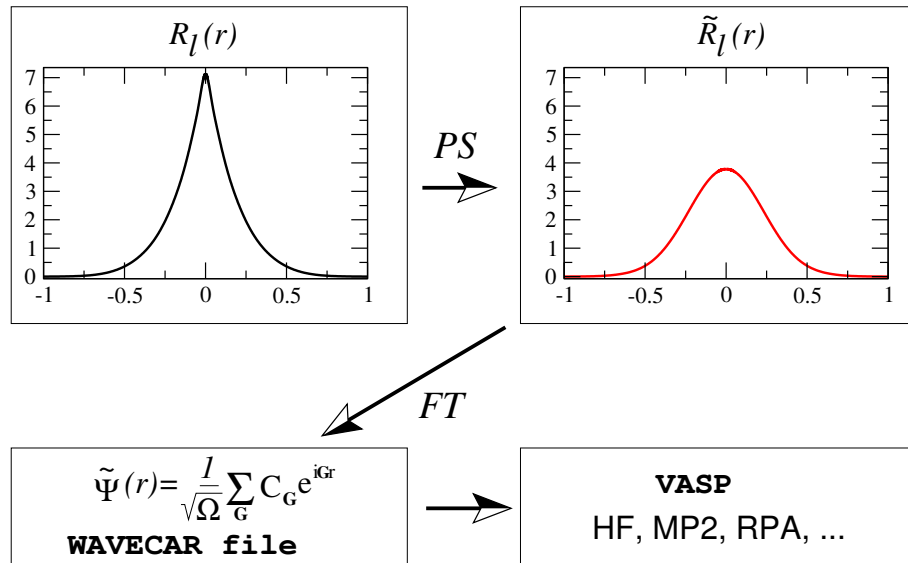 R_l(r)
7
6
5
4
3
2
1
0
-1 -0.5 0 0.5 1
PS
R̃_l(r)
7
6
5
4
3
2
1
0
-1 -0.5 0 0.5 1
FT
Ψ̃(r)=1/√Ω ∑_G C_G e^{iGr}
WAVECAR file
VASP
HF, MP2, RPA, ...